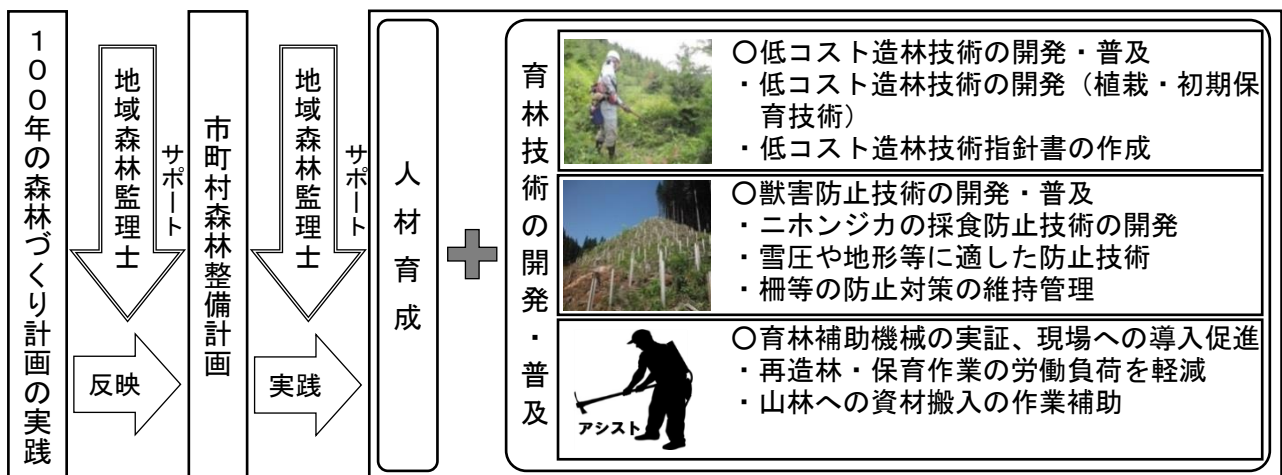 100年の森林づくり計画の実践
地域森林監理士
サポート
反映
市町村森林整備計画
地域森林監理士
サポート
実践
人材育成
育林技術の開発・普及
〇低コスト造林技術の開発・普及
・低コスト造林技術の開発（植栽・初期保
育技術）
・低コスト造林技術指針書の作成
〇獣害防止技術の開発・普及
・ニホンジカの採食防止技術の開発
・雪圧や地形等に適した防止技術
・柵等の防止対策の維持管理
アシスト
〇育林補助機械の実証、現場への導入促進
・再造林・保育作業の労働負荷を軽減
・山林への資材搬入の作業補助